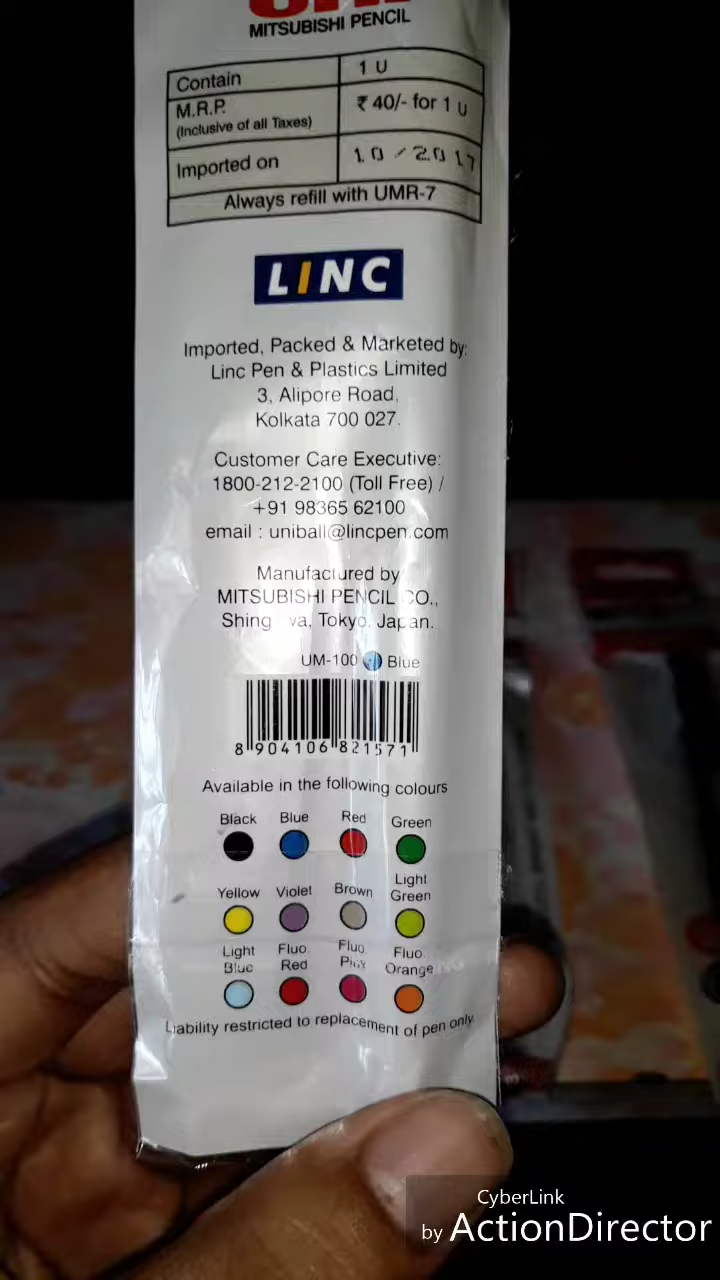 MITSUBISHI PENCIL
Contain 1 U
M.R.P. ₹ 40/- for 1 U
(Inclusive of all Taxes)
Imported on 10/2017
Always refill with UMR-7
LINC
Imported, Packed & Marketed by:
Linc Pen & Plastics Limited
3, Alipore Road,
Kolkata 700 027.
Customer Care Executive:
1800-212-2100 (Toll Free) /
+91 98365 62100
email : uniball@lincpen.com
Manufactured by
MITSUBISHI PENCIL CO.,
Tokyo, Japan.
UM-100 Blue
8 904106 821571
Available in the following colours
Black Blue Red Green
Yellow Violet Brown Light Green
Light Blue Fluo. Red Fluo. Pink Fluo. Orange
Liability restricted to replacement of pen only
CyberLink
by ActionDirector